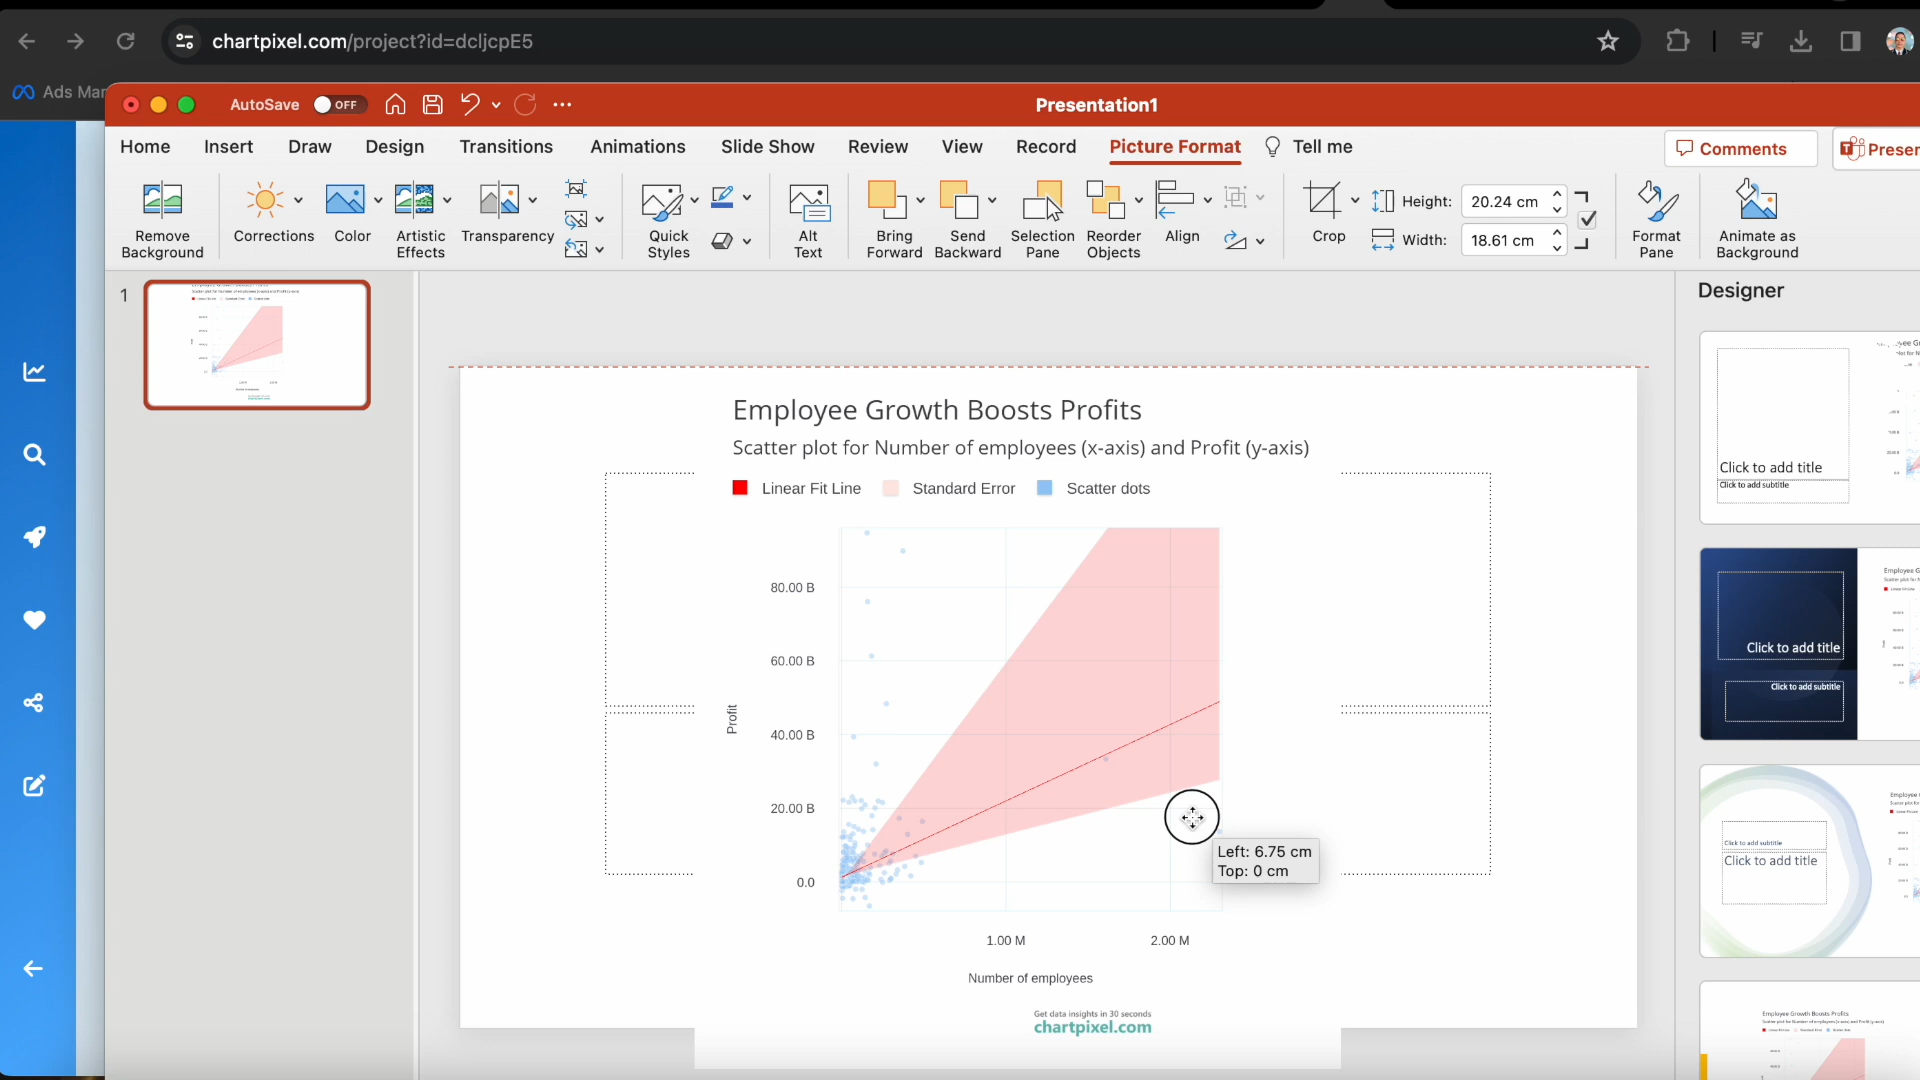 chartpixel.com/project?id=dcljcpE5
Ads Mar
AutoSave OFF
Presentation1
Home Insert Draw Design Transitions Animations Slide Show Review View Record Picture Format Tell me
Comments
Presen
Remove Background
Corrections
Color
Artistic Effects
Transparency
Quick Styles
Alt Text
Bring Forward
Send Backward
Selection Pane
Reorder Objects
Align
Crop
Height: 20.24 cm
Width: 18.61 cm
Format Pane
Animate as Background
1
Designer
Employee Growth Boosts Profits
Scatter plot for Number of employees (x-axis) and Profit (y-axis)
Linear Fit Line Standard Error Scatter dots
80.00 B
60.00 B
40.00 B
20.00 B
0.0
Profit
1.00 M 2.00 M
Number of employees
Left: 6.75 cm
Top: 0 cm
Get data insights in 30 seconds
chartpixel.com
Click to add title
Click to add subtitle
Employee G
Click to add title
Click to add subtitle
Employee
Click to add subtitle
Click to add title
Employee Growth Boosts Profits